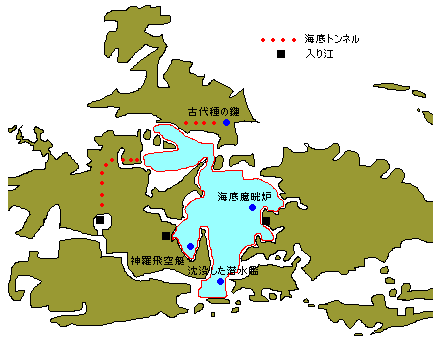 海底トンネル
入り江
古代種の鍵
海底魔晄炉
神羅飛空艇
沈没した潜水艦